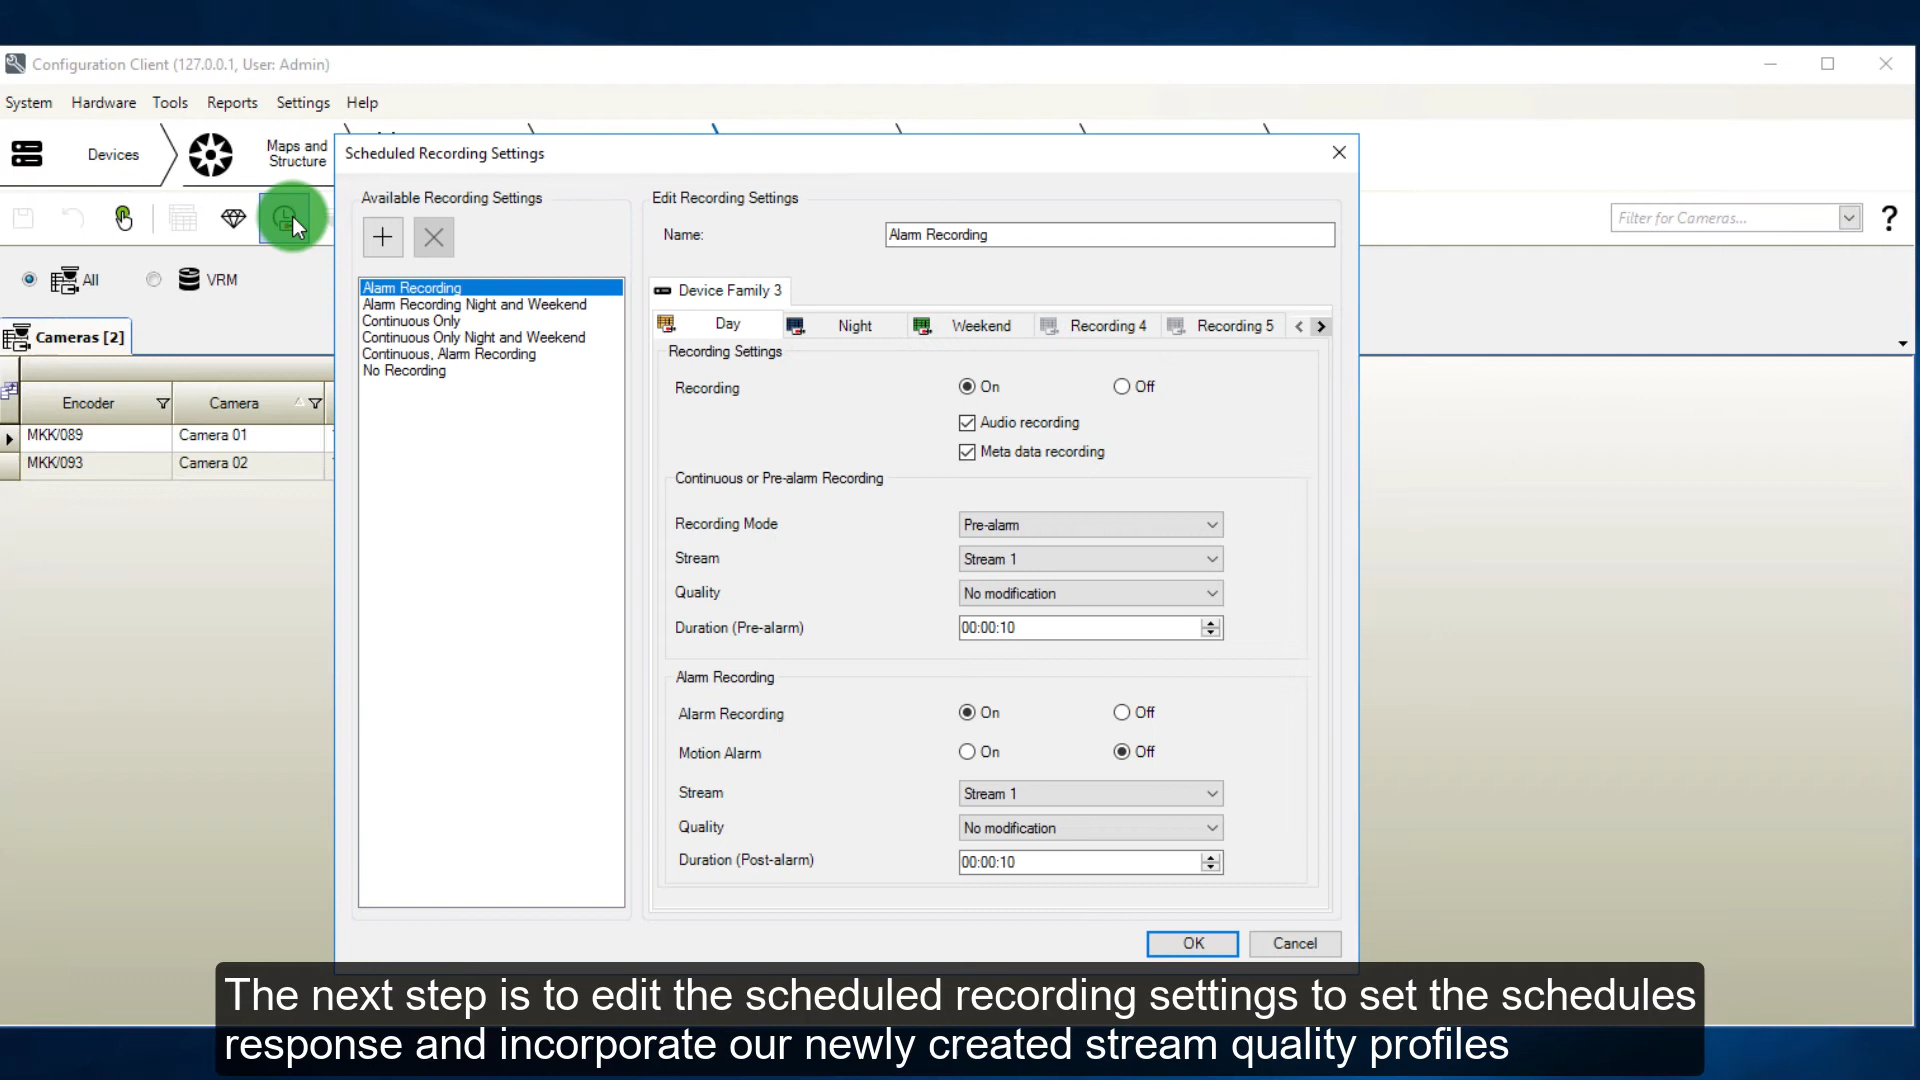 Configuration Client (127.0.0.1, User: Admin)
System Hardware Tools Reports Settings Help
Devices
Maps and
Structure
Filter for Cameras...
?
All
VRM
Cameras [2]
Encoder
Camera
MKK/089
Camera 01
MKK/093
Camera 02
Scheduled Recording Settings
Available Recording Settings
Alarm Recording
Alarm Recording Night and Weekend
Continuous Only
Continuous Only Night and Weekend
Continuous, Alarm Recording
No Recording
Edit Recording Settings
Name:
Alarm Recording
Device Family 3
Day
Night
Weekend
Recording 4
Recording 5
Recording Settings
Recording
On
Off
Audio recording
Meta data recording
Continuous or Pre-alarm Recording
Recording Mode
Pre-alarm
Stream
Stream 1
Quality
No modification
Duration (Pre-alarm)
00:00:10
Alarm Recording
Alarm Recording
On
Off
Motion Alarm
On
Off
Stream
Stream 1
Quality
No modification
Duration (Post-alarm)
00:00:10
OK
Cancel
The next step is to edit the scheduled recording settings to set the schedules
response and incorporate our newly created stream quality profiles